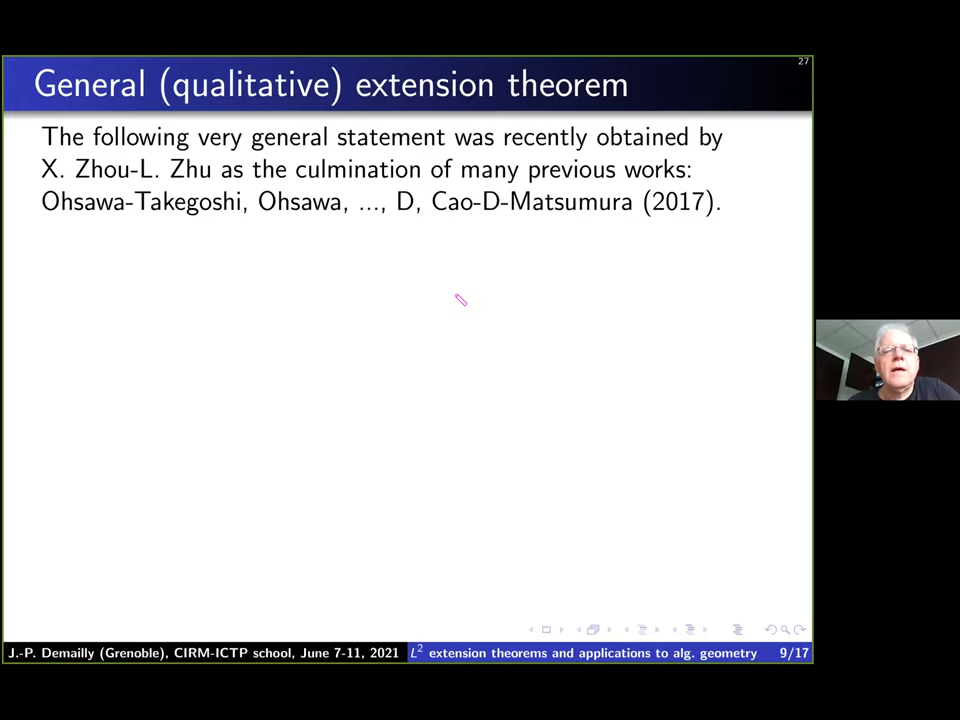 27
General (qualitative) extension theorem
The following very general statement was recently obtained by
X. Zhou-L. Zhu as the culmination of many previous works:
Ohsawa-Takegoshi, Ohsawa, ..., D, Cao-D-Matsumura (2017).
J.-P. Demailly (Grenoble), CIRM-ICTP school, June 7-11, 2021 L² extension theorems and applications to alg. geometry 9/17